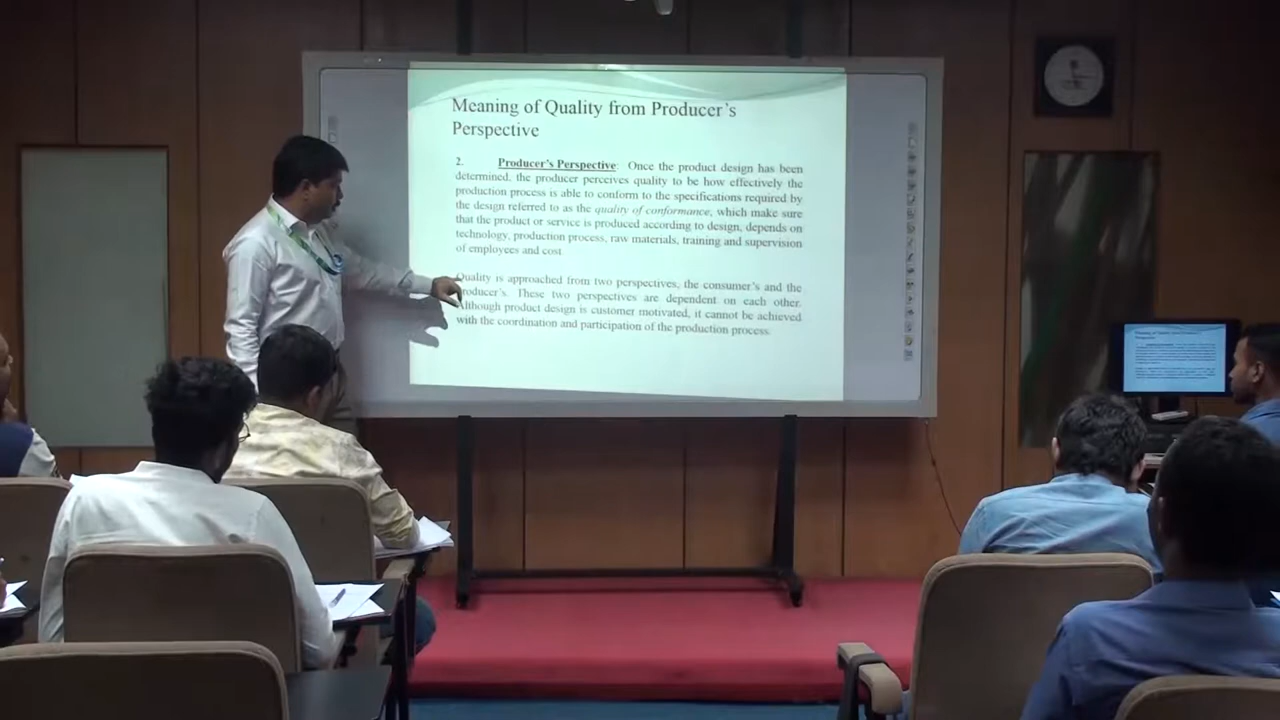 Meaning of Quality from Producer's
Perspective
2. Producer's Perspective: Once the product design has been
determined, the producer perceives quality to be how effectively the
production process is able to conform to the specifications required by
the design referred to as the quality of conformance, which make sure
that the product or service is produced according to design, depends on
technology, production process, raw materials, training and supervision
of employees and cost
Quality is approached from two perspectives, the consumer's and the
producer's. These two perspectives are dependent on each other.
Although product design is customer motivated, it cannot be achieved
with the coordination and participation of the production process.